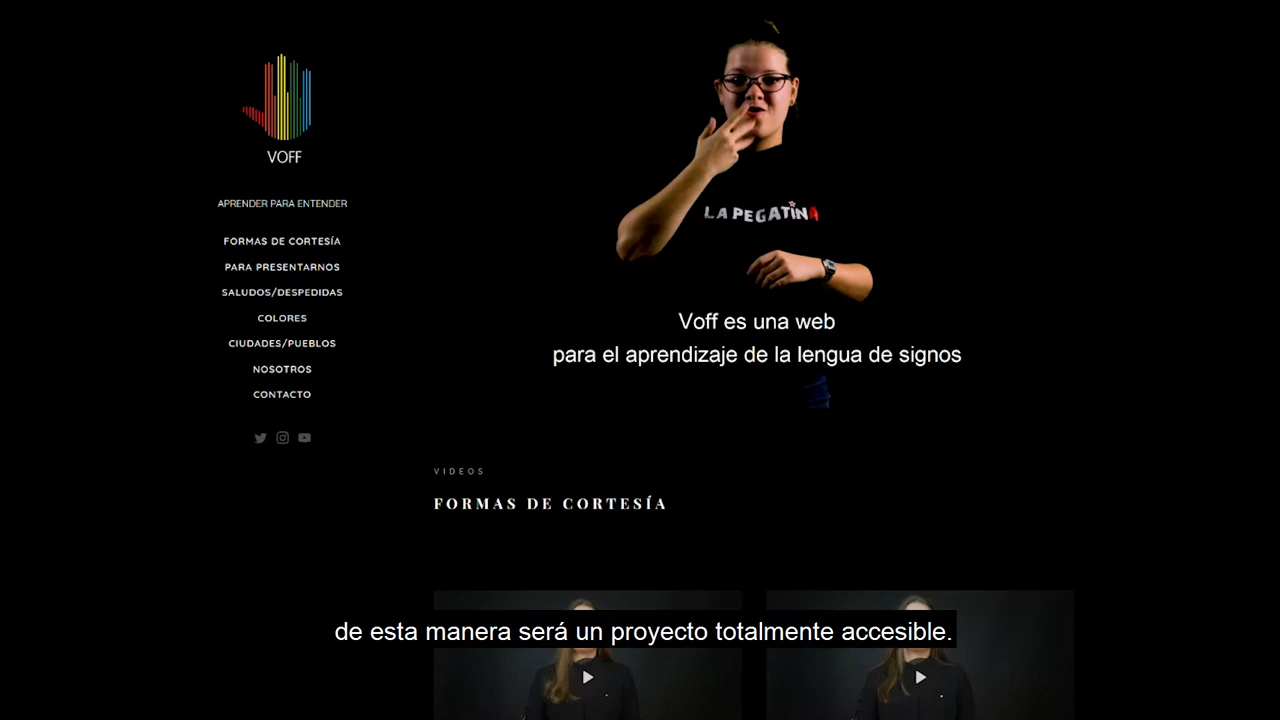 VOFF
APRENDER PARA ENTENDER
FORMAS DE CORTESÍA
PARA PRESENTARNOS
SALUDOS/DESPEDIDAS
COLORES
CIUDADES/PUEBLOS
NOSOTROS
CONTACTO
LA PEGATINA
Voff es una web
para el aprendizaje de la lengua de signos
VIDEOS
FORMAS DE CORTESÍA
de esta manera será un proyecto totalmente accesible.